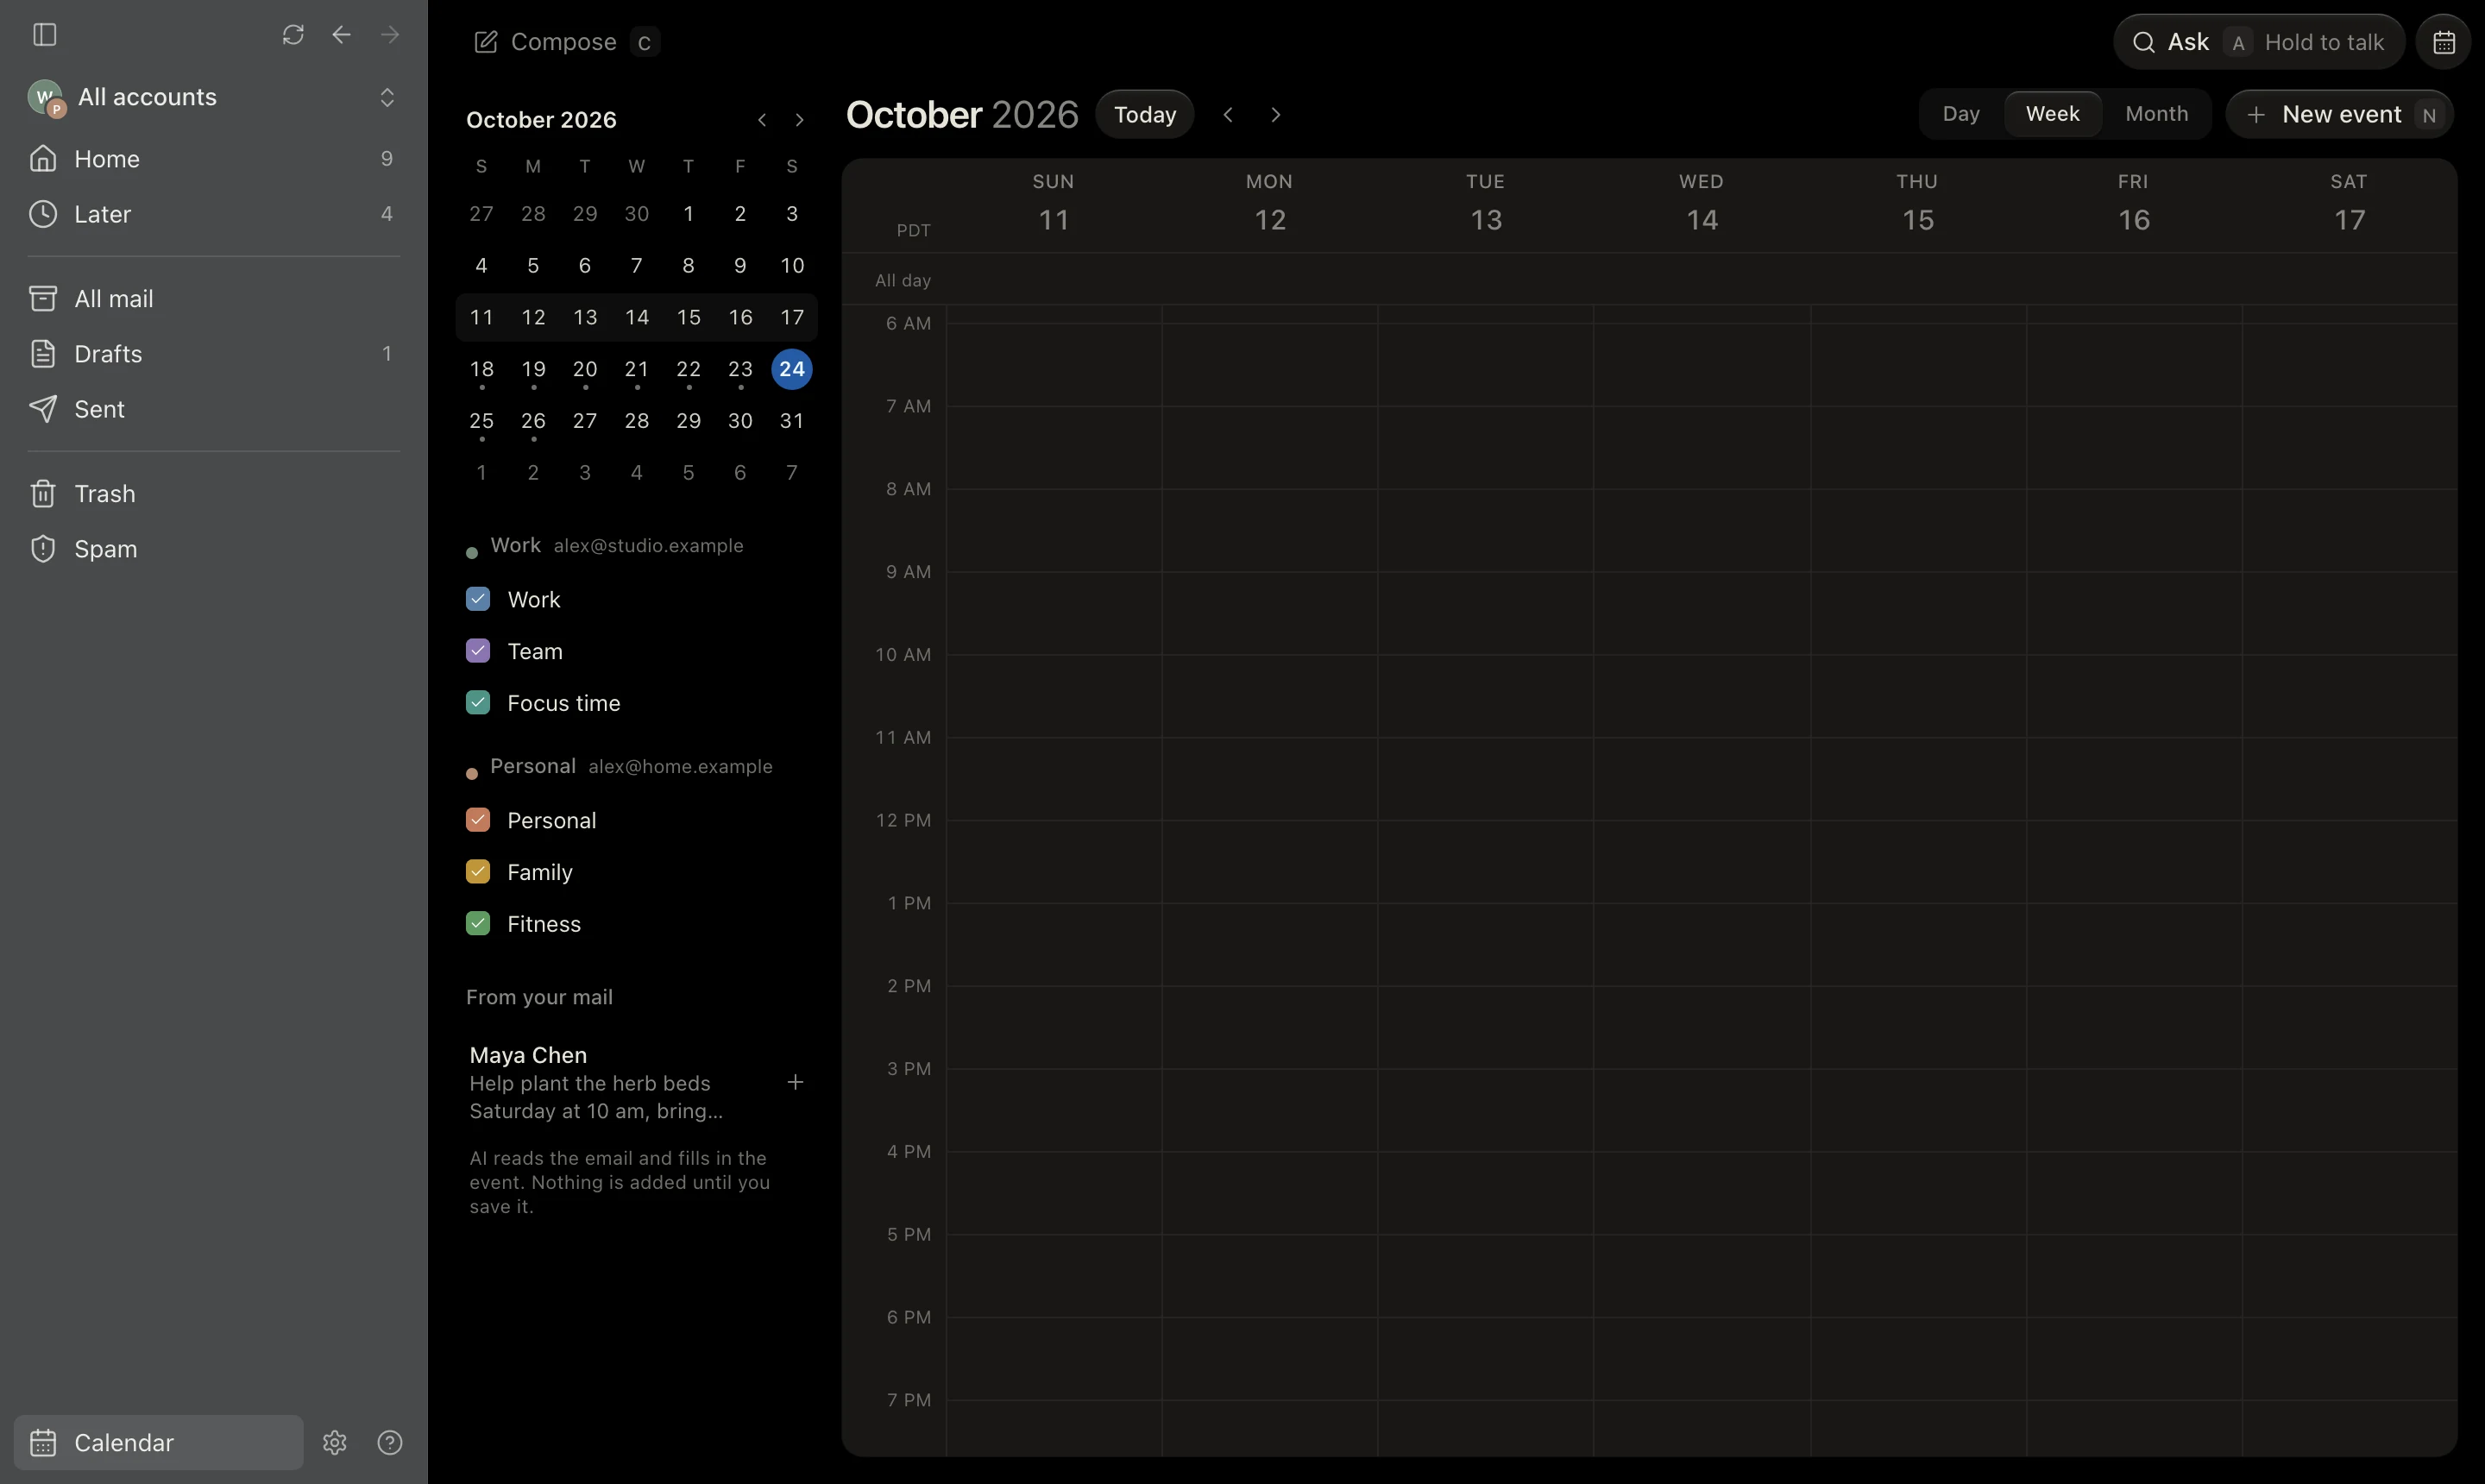 W
P
All accounts
Home 9
Later 4
All mail
Drafts 1
Sent
Trash
Spam
Calendar
Compose C
Ask A Hold to talk
October 2026
S M T W T F S
27 28 29 30 1 2 3
4 5 6 7 8 9 10
11 12 13 14 15 16 17
18 19 20 21 22 23 24
25 26 27 28 29 30 31
1 2 3 4 5 6 7
Work alex@studio.example
Work
Team
Focus time
Personal alex@home.example
Personal
Family
Fitness
From your mail
Maya Chen
Help plant the herb beds
Saturday at 10 am, bring...
AI reads the email and fills in the
event. Nothing is added until you
save it.
October 2026 Today
Day Week Month
New event N
SUN MON TUE WED THU FRI SAT
PDT 11 12 13 14 15 16 17
All day
6 AM
7 AM
8 AM
9 AM
10 AM
11 AM
12 PM
1 PM
2 PM
3 PM
4 PM
5 PM
6 PM
7 PM